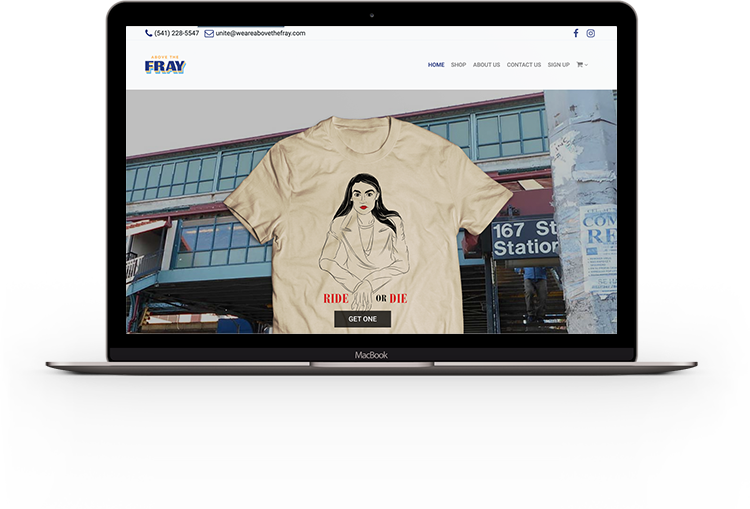 (541) 228-5547 unite@weareabovethefray.com
ABOVE THE
FRAY
HOME SHOP ABOUT US CONTACT US SIGN UP
167 St
Station
COM
RE
RIDE OR DIE
GET ONE
MacBook